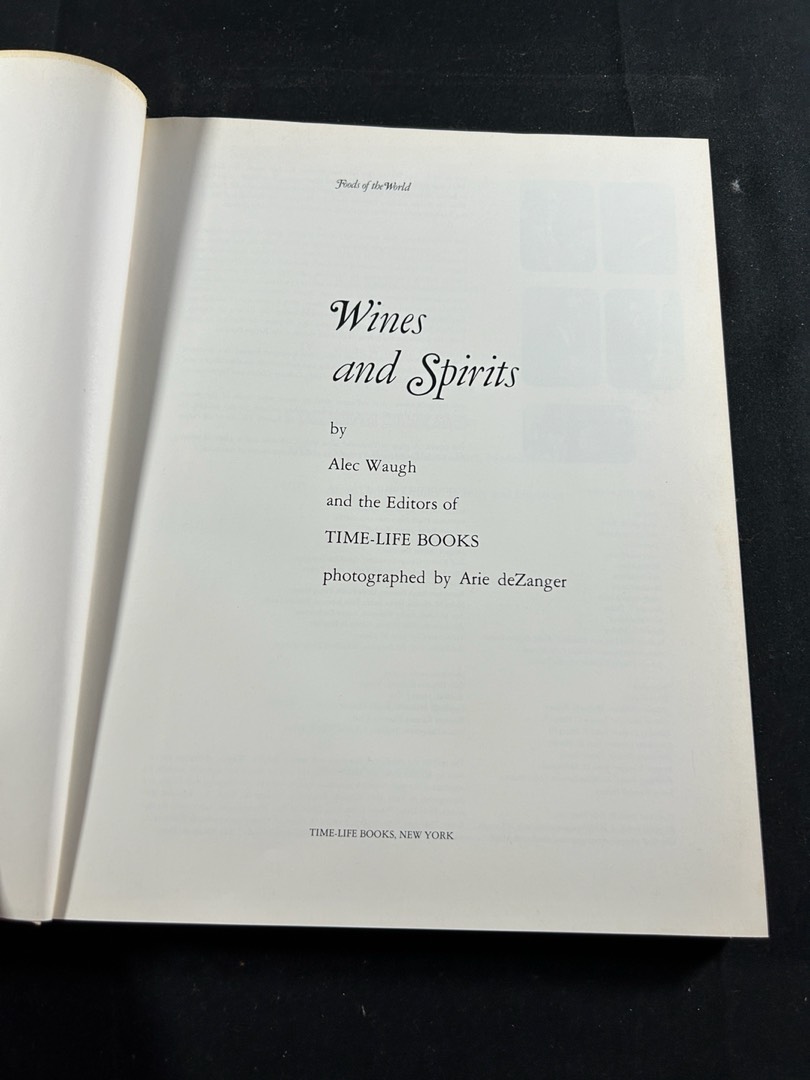 Foods of the World
Wines
and Spirits
by
Alec Waugh
and the Editors of
TIME-LIFE BOOKS
photographed by Arie deZanger
TIME-LIFE BOOKS, NEW YORK